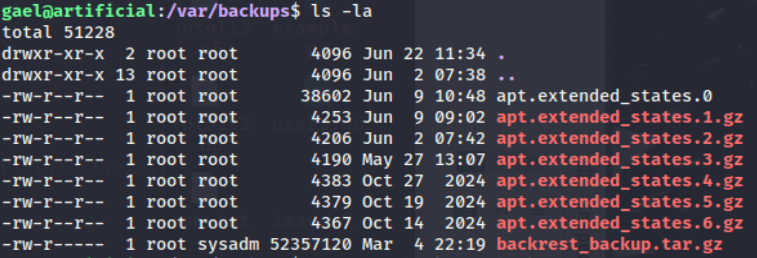 gael@artificial:/var/backups$ ls -la
total 51228
drwxr-xr-x  2 root root       4096 Jun 22 11:34 .
drwxr-xr-x 13 root root       4096 Jun  2 07:38 ..
-rw-r--r--  1 root root      38602 Jun  9 10:48 apt.extended_states.0
-rw-r--r--  1 root root       4253 Jun  9 09:02 apt.extended_states.1.gz
-rw-r--r--  1 root root       4206 Jun  2 07:42 apt.extended_states.2.gz
-rw-r--r--  1 root root       4190 May 27 13:07 apt.extended_states.3.gz
-rw-r--r--  1 root root       4383 Oct 27  2024 apt.extended_states.4.gz
-rw-r--r--  1 root root       4379 Oct 19  2024 apt.extended_states.5.gz
-rw-r--r--  1 root root       4367 Oct 14  2024 apt.extended_states.6.gz
-rw-r-----  1 root sysadm 52357120 Mar  4 22:19 backrest_backup.tar.gz